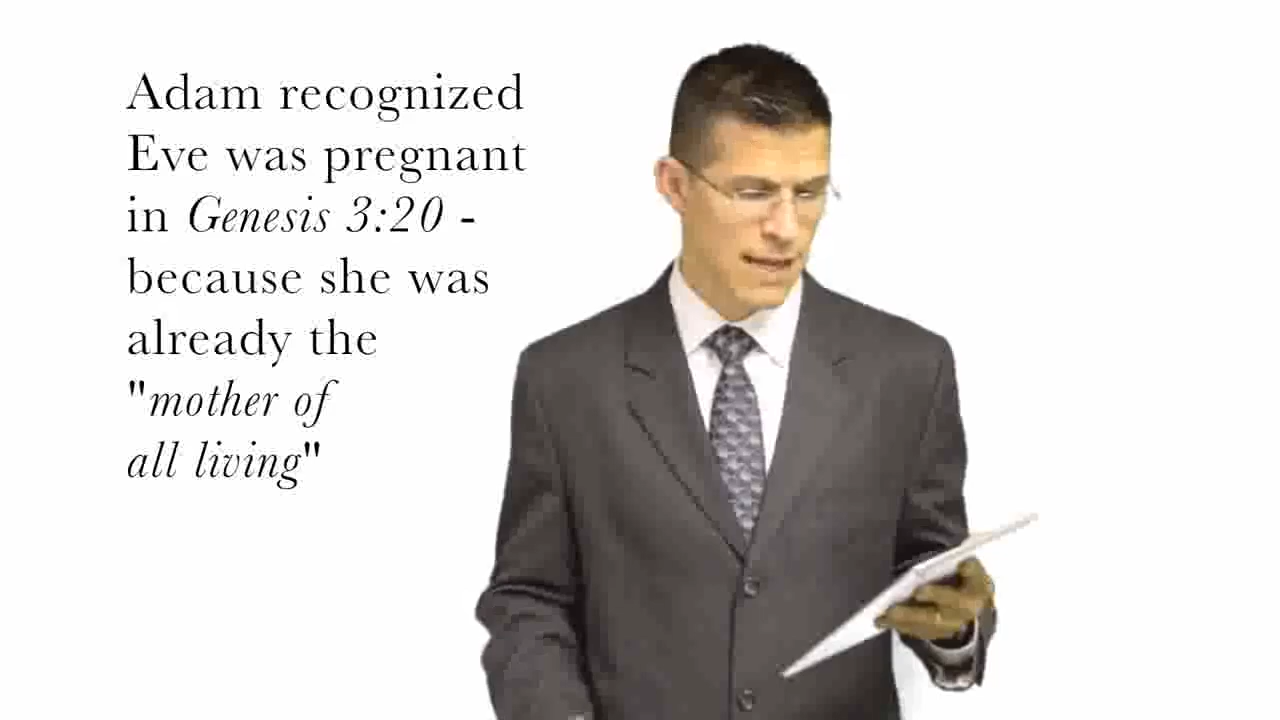 Adam recognized
Eve was pregnant
in Genesis 3:20 -
because she was
already the
"mother of
all living"